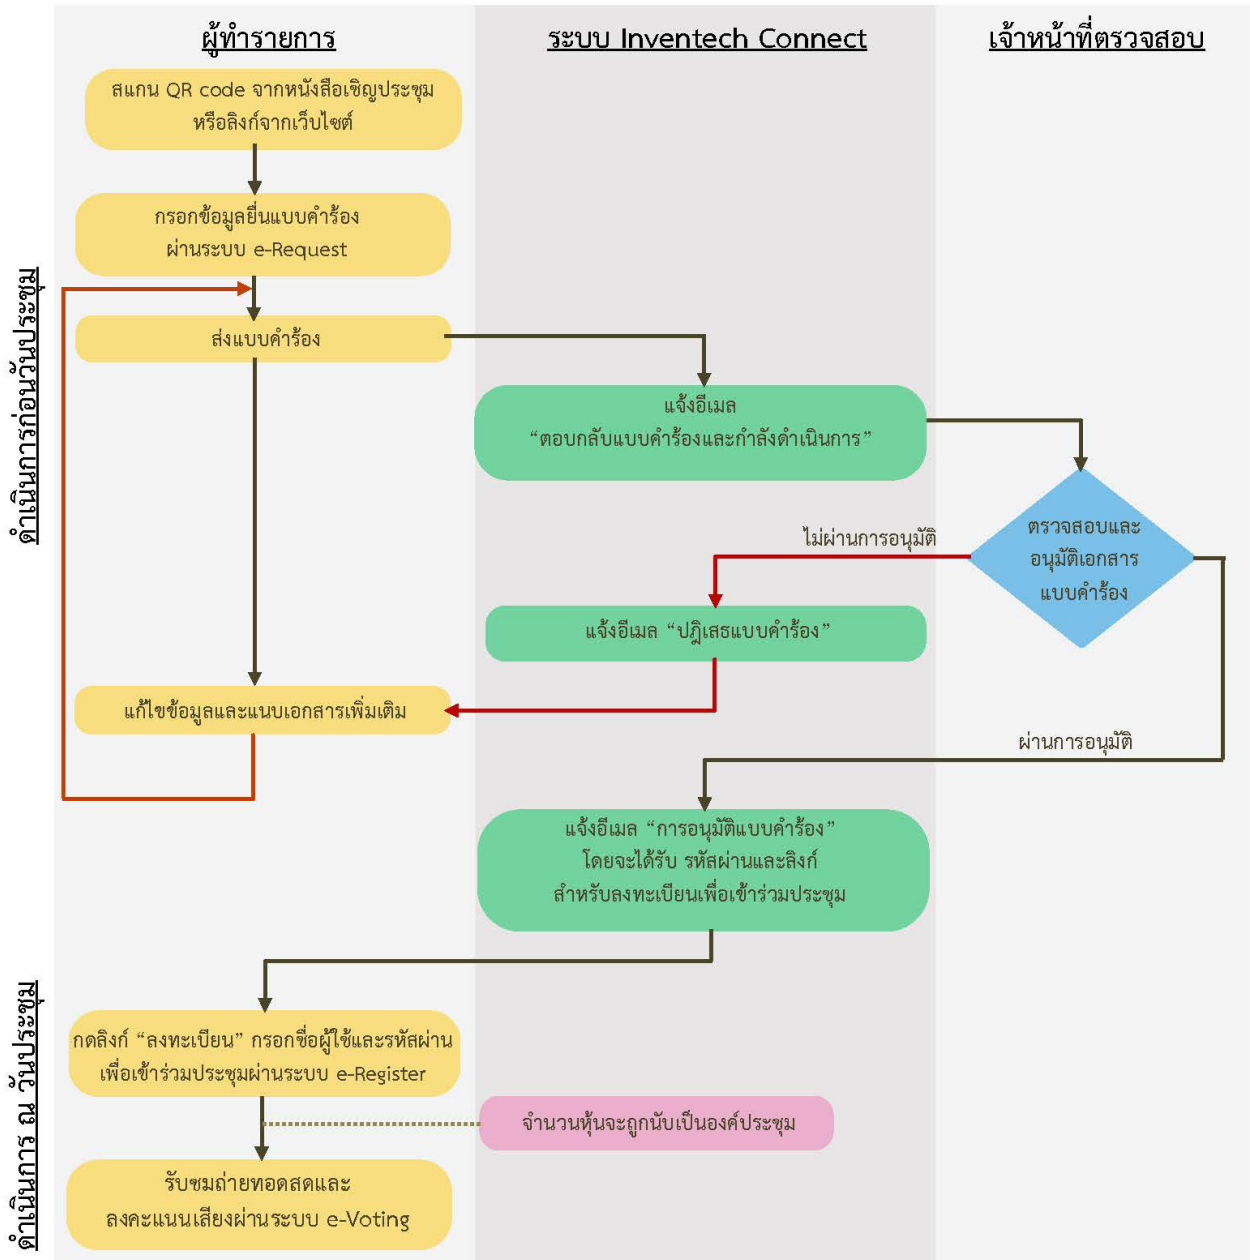 ผู้ทำรายการ
ระบบ Inventech Connect
เจ้าหน้าที่ตรวจสอบ
ดำเนินการก่อนวันประชุม
สแกน QR code จากหนังสือเชิญประชุม
หรือลิงก์จากเว็บไซต์
กรอกข้อมูลยื่นแบบคำร้อง
ผ่านระบบ e-Request
ส่งแบบคำร้อง
แจ้งอีเมล
“ตอบกลับแบบคำร้องและกำลังดำเนินการ”
ตรวจสอบและ
อนุมัติเอกสาร
แบบคำร้อง
ไม่ผ่านการอนุมัติ
แจ้งอีเมล “ปฎิเสธแบบคำร้อง”
แก้ไขข้อมูลและแนบเอกสารเพิ่มเติม
ผ่านการอนุมัติ
แจ้งอีเมล “การอนุมัติแบบคำร้อง”
โดยจะได้รับ รหัสผ่านและลิงก์
สำหรับลงทะเบียนเพื่อเข้าร่วมประชุม
ดำเนินการ ณ วันประชุม
กดลิงก์ “ลงทะเบียน” กรอกชื่อผู้ใช้และรหัสผ่าน
เพื่อเข้าร่วมประชุมผ่านระบบ e-Register
จำนวนหุ้นจะถูกนับเป็นองค์ประชุม
รับชมถ่ายทอดสดและ
ลงคะแนนเสียงผ่านระบบ e-Voting